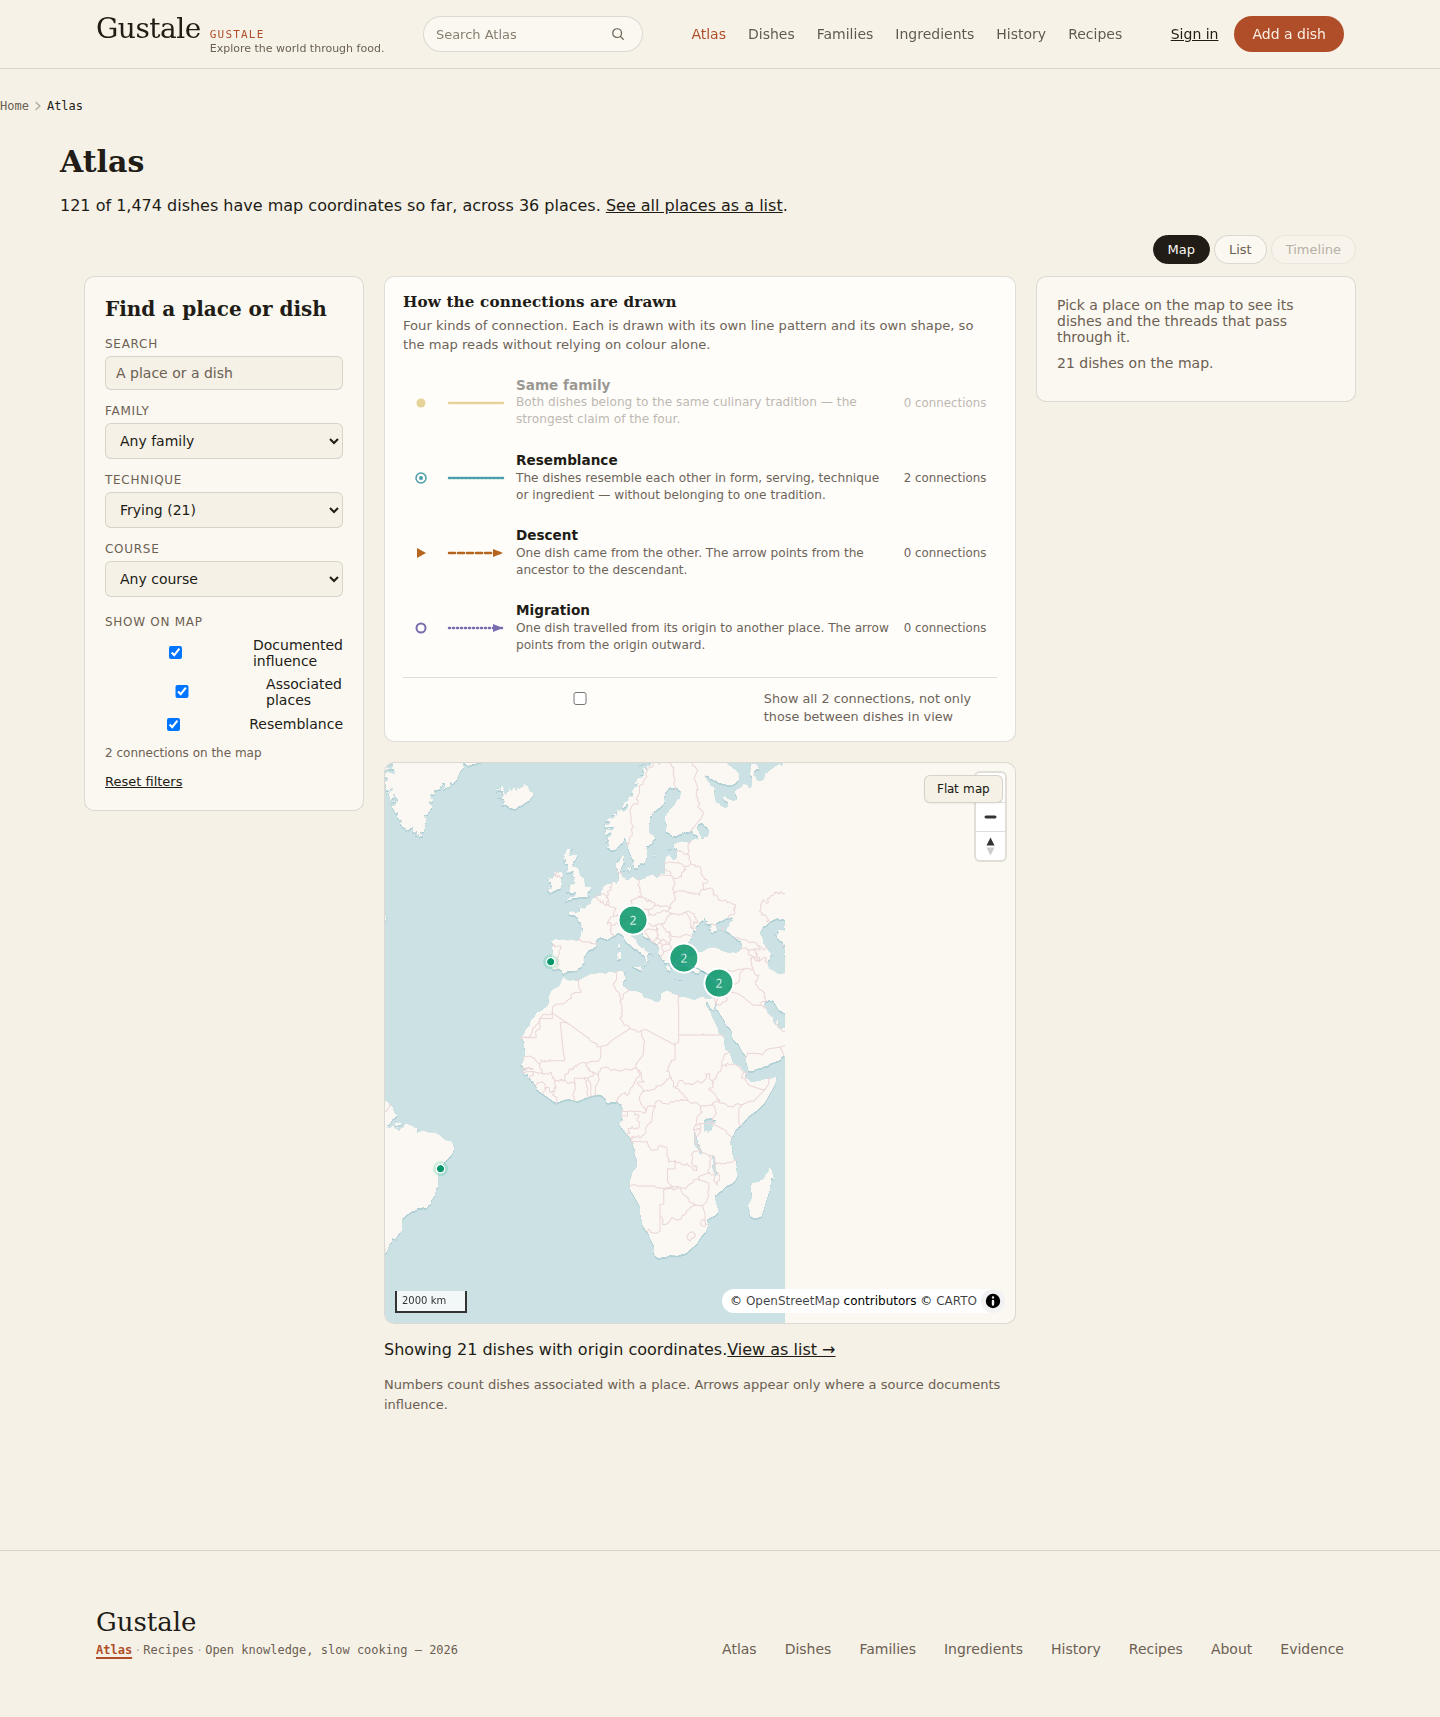 Gustale
GUSTALE
Explore the world through food.
Search Atlas
Atlas
Dishes
Families
Ingredients
History
Recipes
Sign in
Add a dish
Home > Atlas
Atlas
121 of 1,474 dishes have map coordinates so far, across 36 places. See all places as a list.
Map
List
Timeline
Find a place or dish
SEARCH
A place or a dish
FAMILY
Any family
TECHNIQUE
Frying (21)
COURSE
Any course
SHOW ON MAP
Documented
influence
Associated
places
Resemblance
2 connections on the map
Reset filters
How the connections are drawn
Four kinds of connection. Each is drawn with its own line pattern and its own shape, so
the map reads without relying on colour alone.
Same family
Both dishes belong to the same culinary tradition — the
strongest claim of the four.
0 connections
Resemblance
The dishes resemble each other in form, serving, technique
or ingredient — without belonging to one tradition.
2 connections
Descent
One dish came from the other. The arrow points from the
ancestor to the descendant.
0 connections
Migration
One dish travelled from its origin to another place. The arrow
points from the origin outward.
0 connections
Show all 2 connections, not only
those between dishes in view
Flat map
2
2
2
2000 km
© OpenStreetMap contributors © CARTO
Showing 21 dishes with origin coordinates.View as list →
Numbers count dishes associated with a place. Arrows appear only where a source documents
influence.
Pick a place on the map to see its
dishes and the threads that pass
through it.
21 dishes on the map.
Gustale
Atlas · Recipes · Open knowledge, slow cooking — 2026
Atlas
Dishes
Families
Ingredients
History
Recipes
About
Evidence